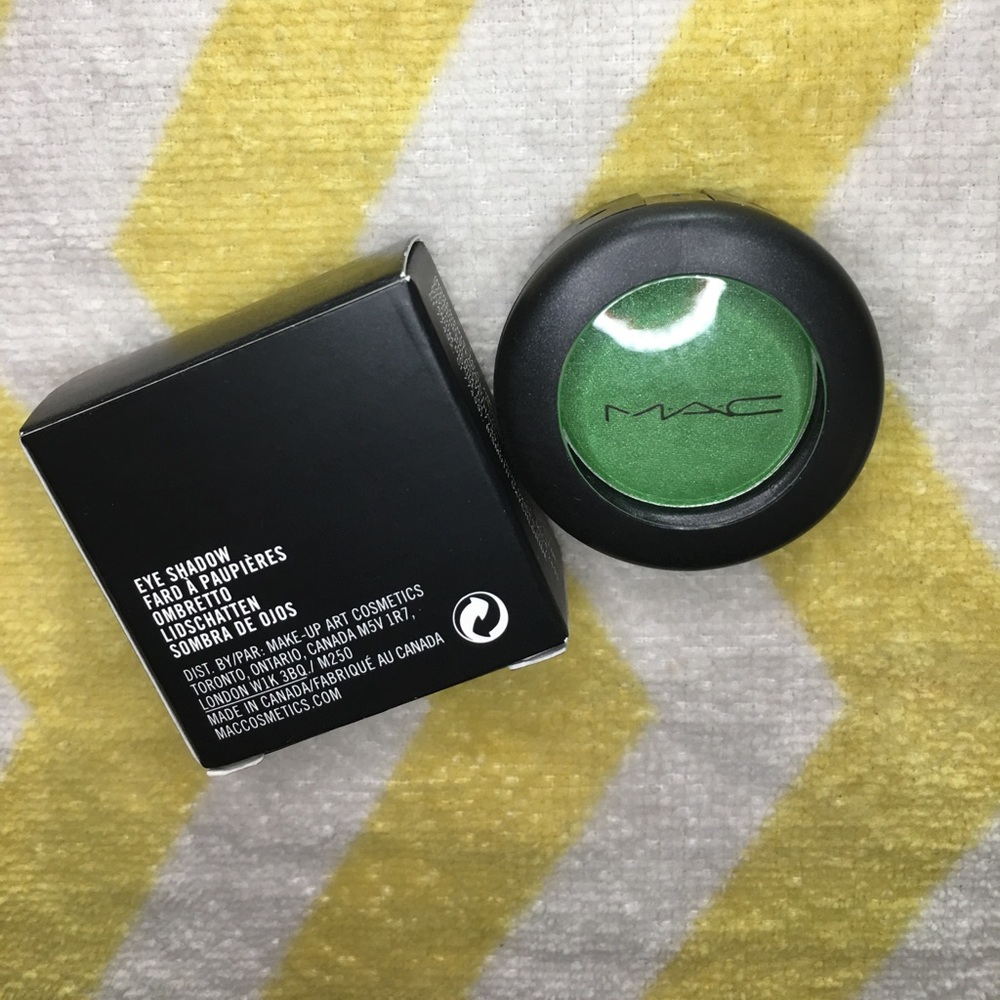 EYE SHADOW
FARD À PAUPIÈRES
OMBRETTO
LIDSCHATTEN
SOMBRA DE OJOS
DIST. BY/PAR: MAKE-UP ART COSMETICS
TORONTO, ONTARIO, CANADA M5V 1R7,
LONDON W1K 3BQ / M250
MADE IN CANADA/FABRIQUÉ AU CANADA
MACCOSMETICS.COM
MAC